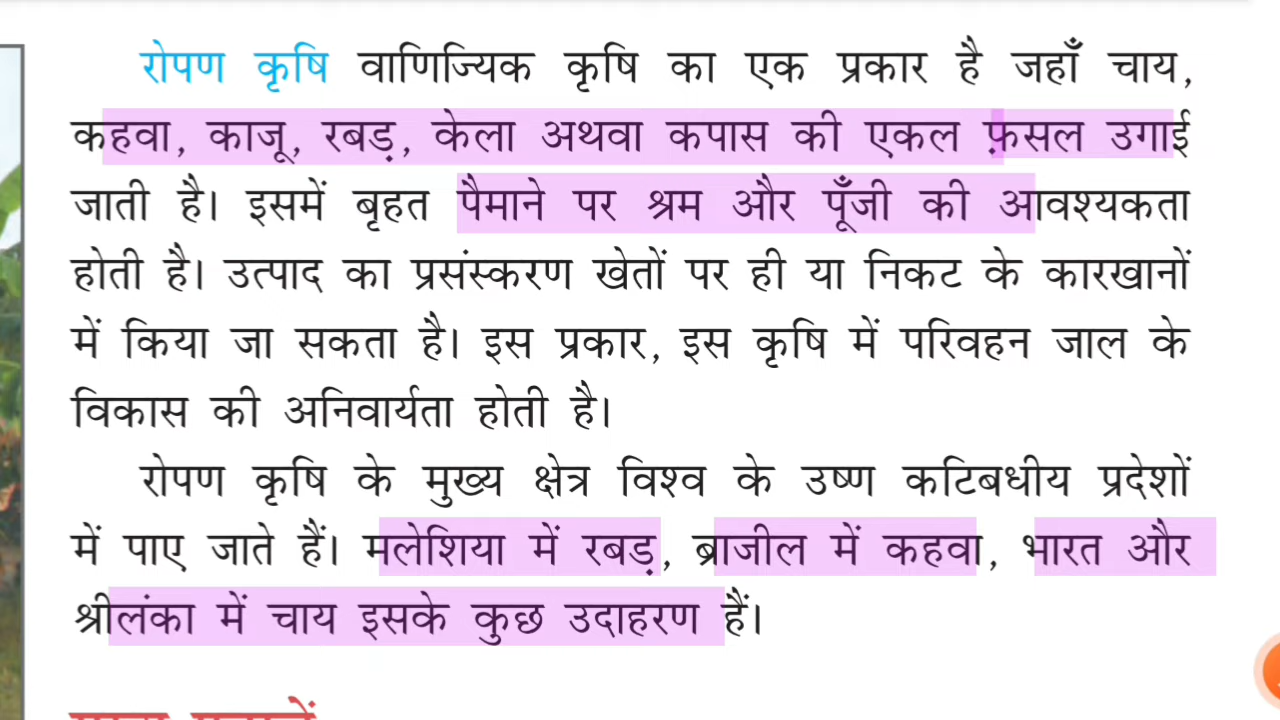 रोपण कृषि वाणिज्यिक कृषि का एक प्रकार है जहाँ चाय,
कहवा, काजू, रबड़, केला अथवा कपास की एकल फ़सल उगाई
जाती है। इसमें बृहत पैमाने पर श्रम और पूँजी की आवश्यकता
होती है। उत्पाद का प्रसंस्करण खेतों पर ही या निकट के कारखानों
में किया जा सकता है। इस प्रकार, इस कृषि में परिवहन जाल के
विकास की अनिवार्यता होती है।
रोपण कृषि के मुख्य क्षेत्र विश्व के उष्ण कटिबधीय प्रदेशों
में पाए जाते हैं। मलेशिया में रबड़, ब्राजील में कहवा, भारत और
श्रीलंका में चाय इसके कुछ उदाहरण हैं।